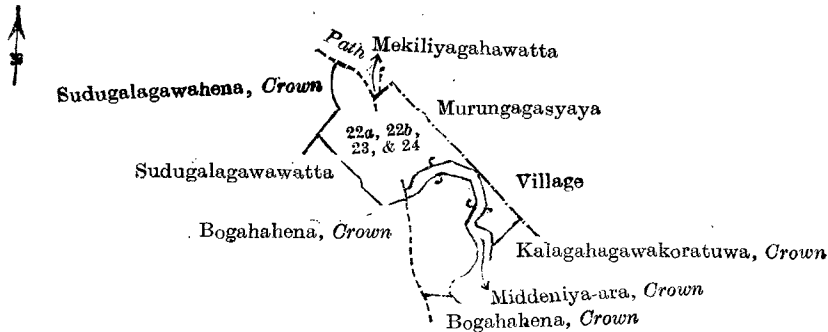 Path
Mekiliyagahawatta
Sudugalagawahena, Crown
Murungagasyaya
22a, 22b,
23, & 24
Sudugalagawawatta
Village
Bogahahena, Crown
Kalagahagawakoratuwa, Crown
Middeniya-ara, Crown
Bogahahena, Crown